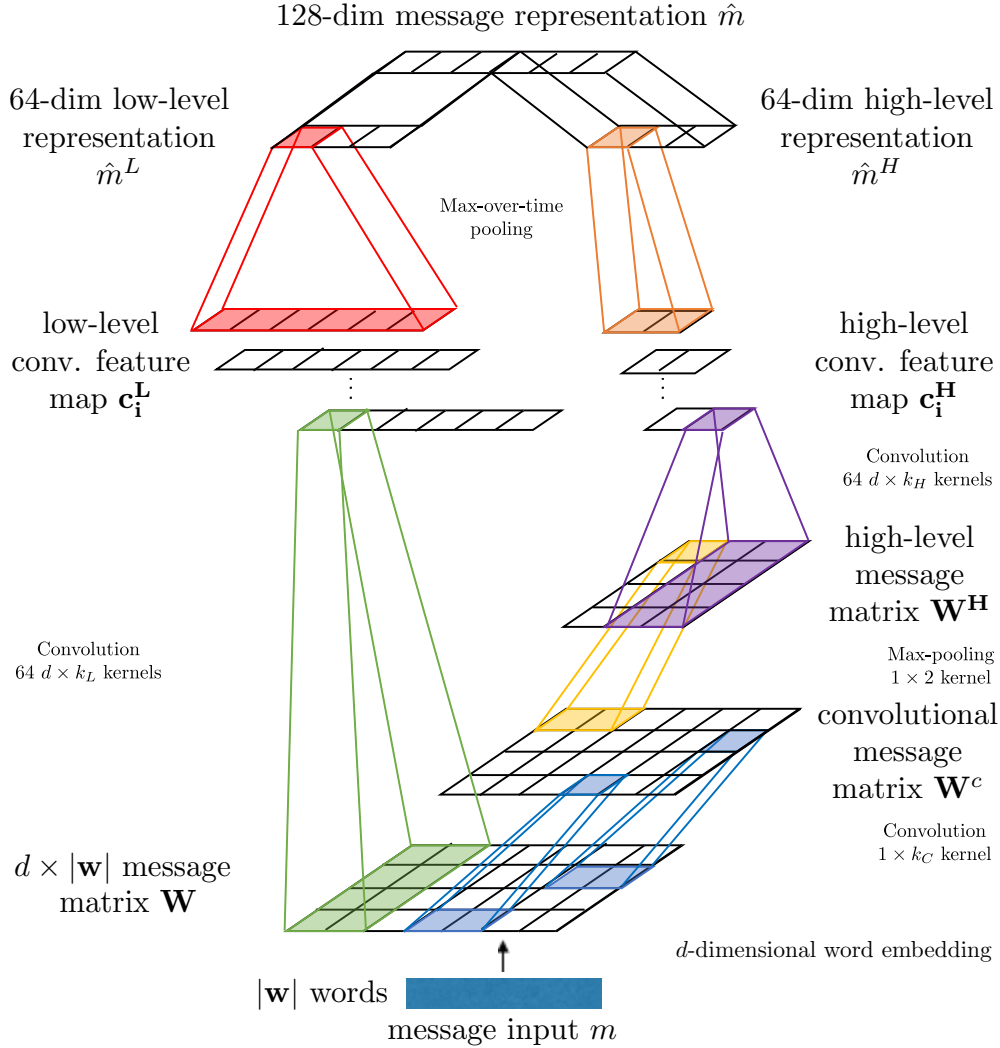 128-dim message representation m̂
64-dim low-level
representation
m̂^L
64-dim high-level
representation
m̂^H
Max-over-time
pooling
low-level
conv. feature
map c_i^L
high-level
conv. feature
map c_i^H
Convolution
64 d × k_H kernels
high-level
message
matrix W^H
Convolution
64 d × k_L kernels
Max-pooling
1 × 2 kernel
convolutional
message
matrix W^c
Convolution
1 × k_C kernel
d × |w| message
matrix W
d-dimensional word embedding
|w| words
message input m